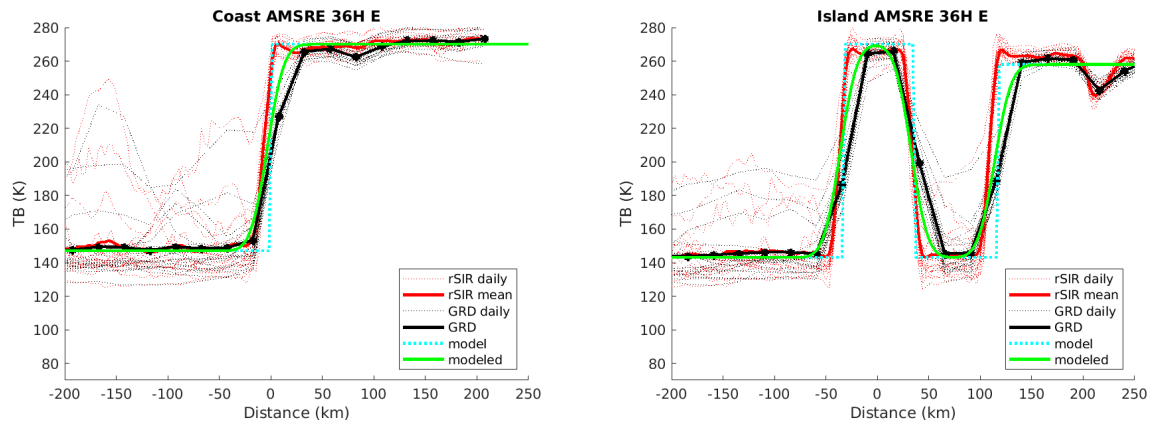 Coast AMSRE 36H E
280
260
240
220
200
180
160
140
120
100
80
TB (K)
-200 -150 -100 -50 0 50 100 150 200 250
Distance (km)
rSIR daily
rSIR mean
GRD daily
GRD
model
modeled
Island AMSRE 36H E
280
260
240
220
200
180
160
140
120
100
80
TB (K)
-200 -150 -100 -50 0 50 100 150 200 250
Distance (km)
rSIR daily
rSIR mean
GRD daily
GRD
model
modeled